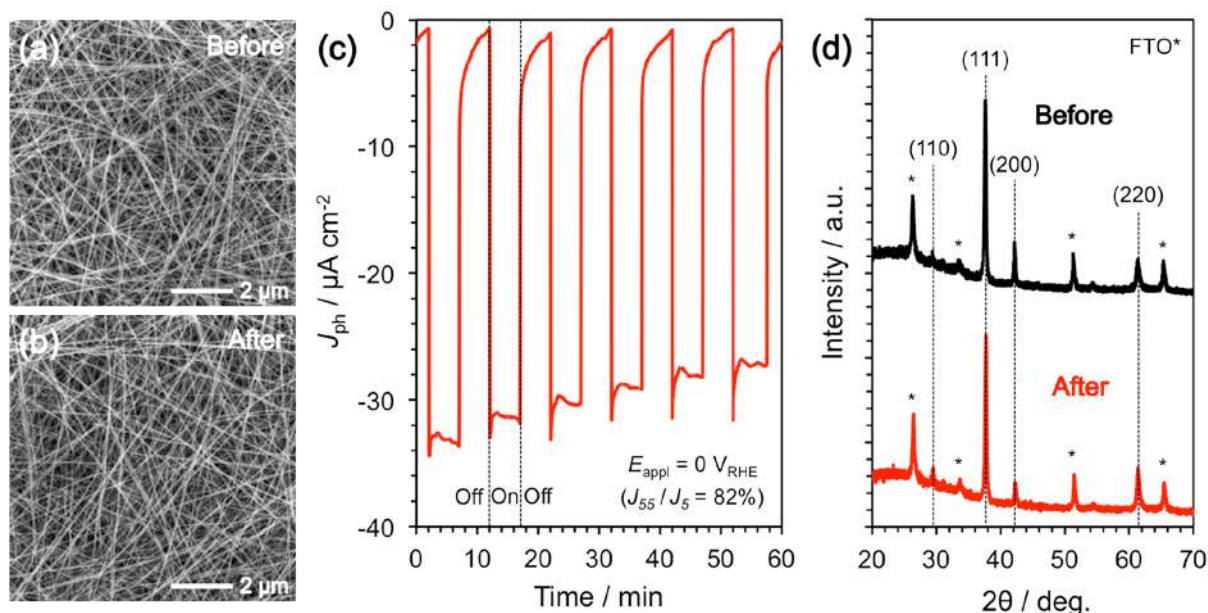 (a)
Before
2 µm
(b)
After
2 µm
(c)
0
-10
-20
-30
-40
J_ph / µA cm⁻²
Off On Off
E_appl = 0 V_RHE
(J_55 / J_5 = 82%)
0 10 20 30 40 50 60
Time / min
(d)
FTO*
(111)
Before
(110)
(200)
(220)
* * * *
After
* * * *
Intensity / a.u.
20 30 40 50 60 70
2θ / deg.